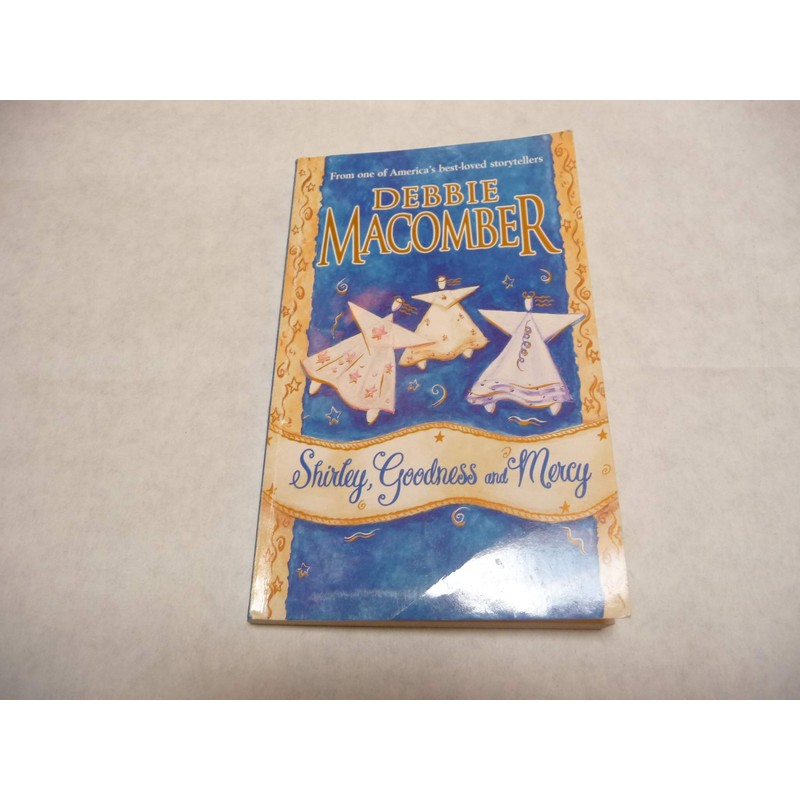 From one of America's best-loved storytellers
DEBBIE
MACOMBER
Shirley, Goodness and Mercy